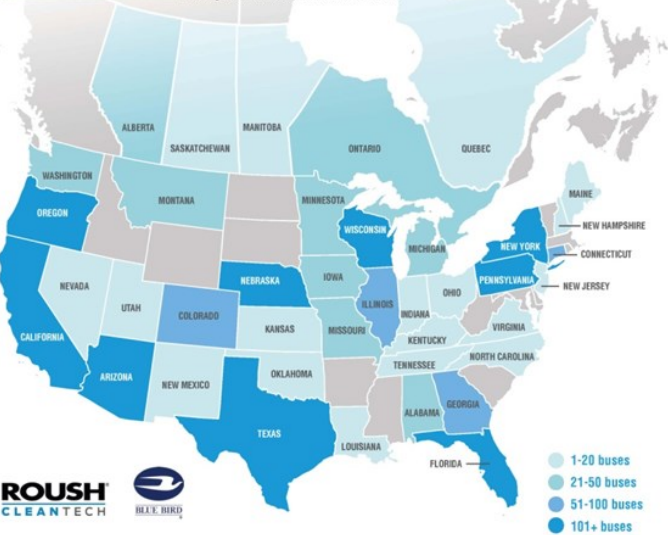 ALBERTA
SASKATCHEWAN
MANITOBA
ONTARIO
QUEBEC
WASHINGTON
MONTANA
MINNESOTA
MAINE
OREGON
WISCONSIN
MICHIGAN
NEW YORK
NEW HAMPSHIRE
CONNECTICUT
NEVADA
UTAH
COLORADO
NEBRASKA
IOWA
ILLINOIS
INDIANA
OHIO
PENNSYLVANIA
NEW JERSEY
CALIFORNIA
KANSAS
MISSOURI
KENTUCKY
VIRGINIA
ARIZONA
NEW MEXICO
OKLAHOMA
TENNESSEE
NORTH CAROLINA
TEXAS
LOUISIANA
ALABAMA
GEORGIA
FLORIDA
1-20 buses
21-50 buses
51-100 buses
101+ buses
ROUSH
CLEANTECH
BLUE BIRD